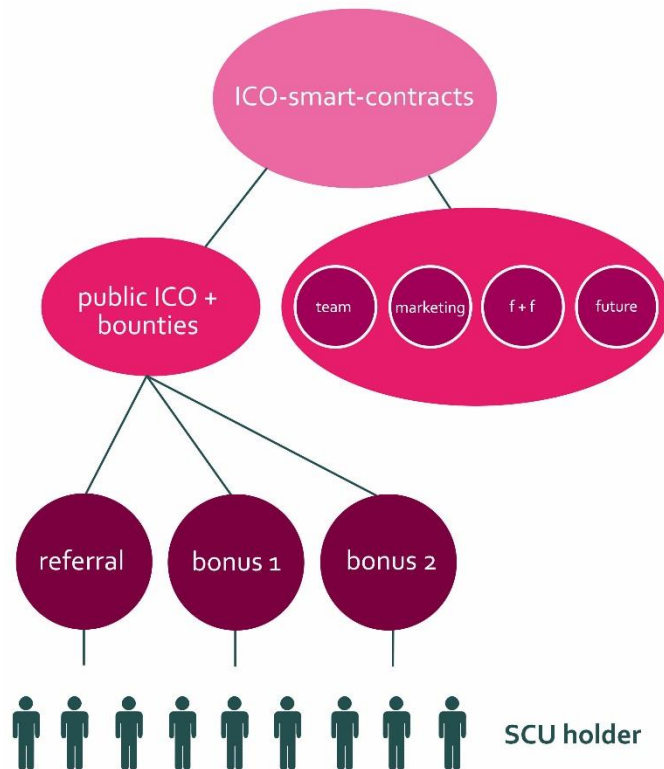 ICO-smart-contracts
public ICO +
bounties
team
marketing
f + f
future
referral
bonus 1
bonus 2
SCU holder